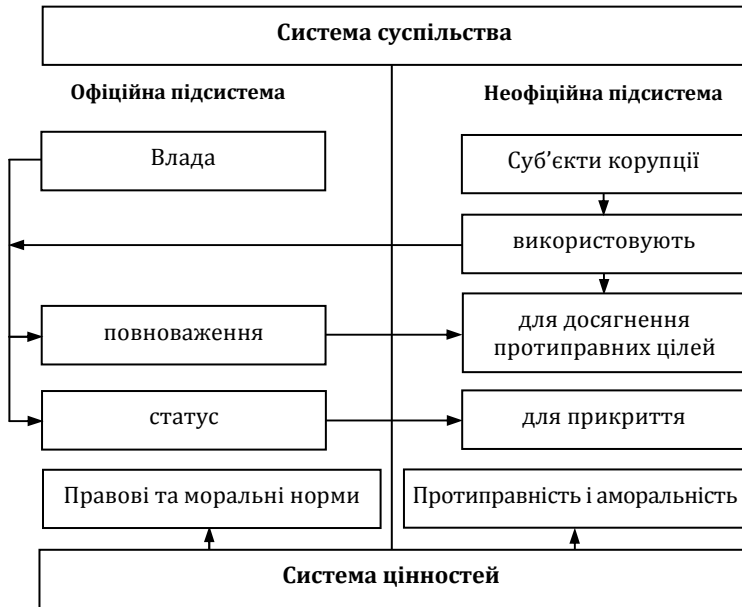 Система суспільства
Офіційна підсистема
Неофіційна підсистема
Влада
Суб’єкти корупції
використовують
повноваження
для досягнення
протиправних цілей
статус
для прикриття
Правові та моральні норми
Протиправність і аморальність
Система цінностей